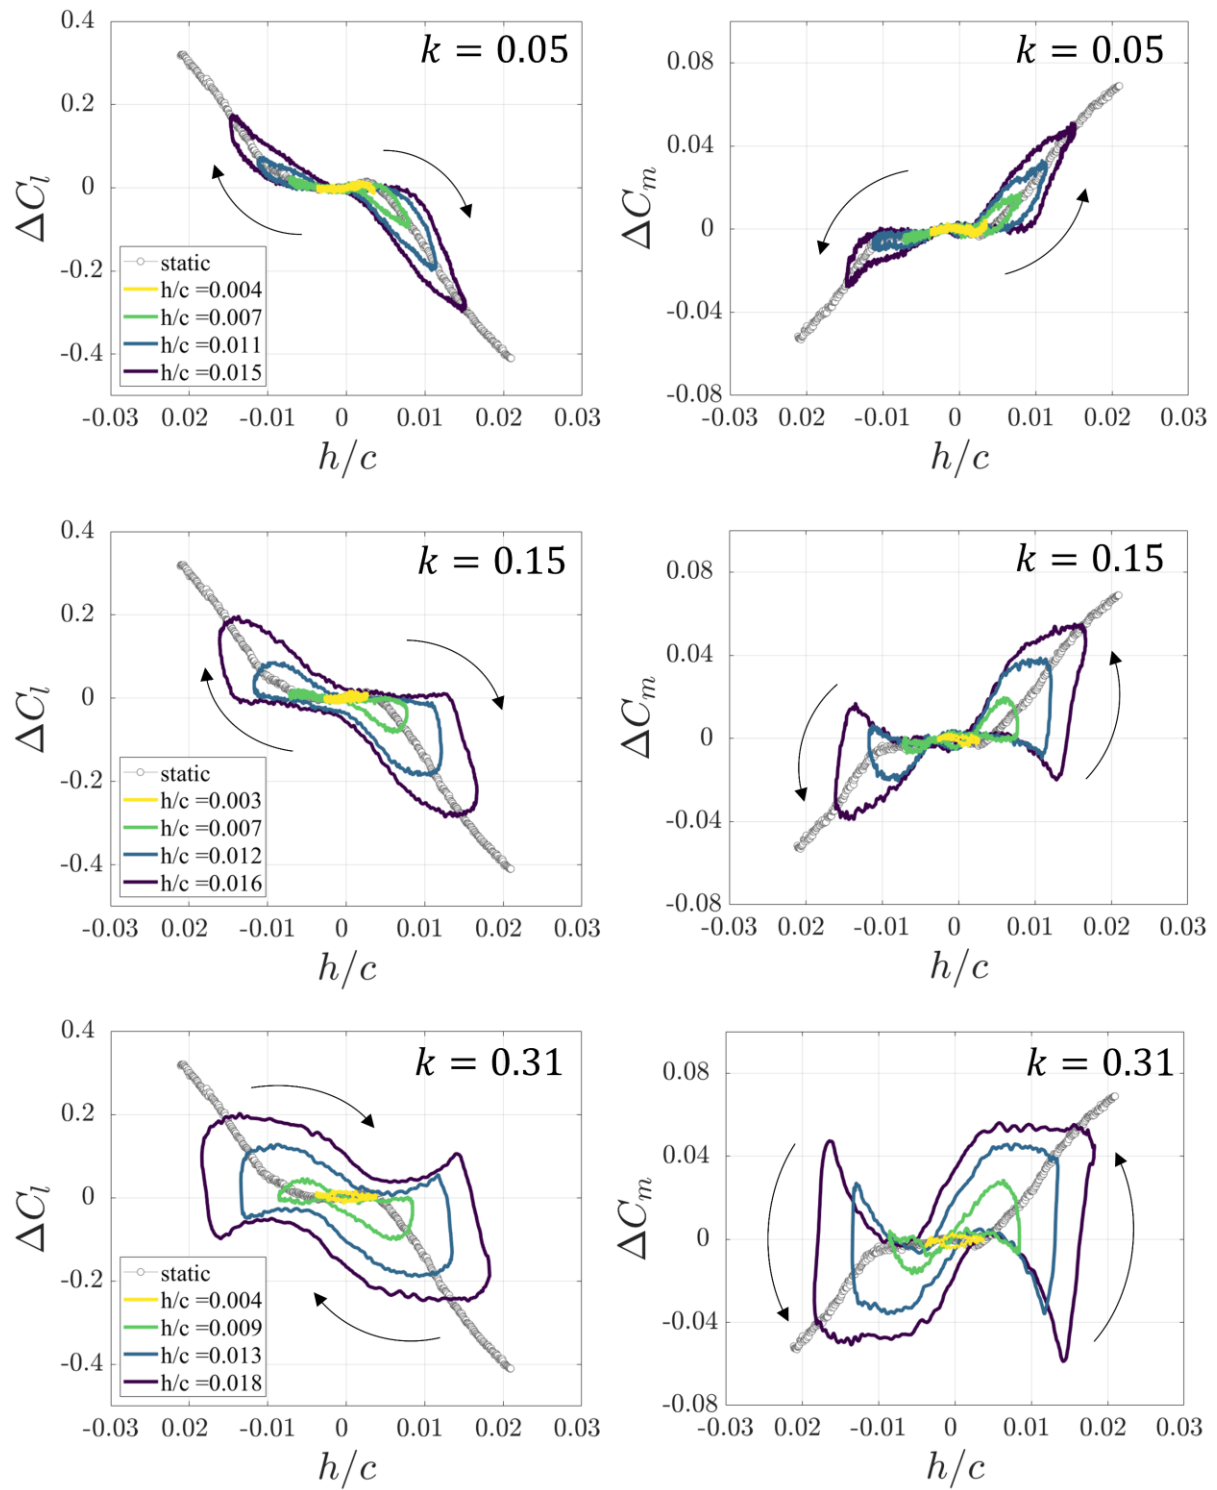 k = 0.05
ΔC_l
0.4
0.2
0
-0.2
-0.4
static
h/c =0.004
h/c =0.007
h/c =0.011
h/c =0.015
-0.03 0.02 -0.01 0 0.01 0.02 0.03
h/c
k = 0.05
ΔC_m
0.08
0.04
0
-0.04
-0.08
-0.03 0.02 -0.01 0 0.01 0.02 0.03
h/c
k = 0.15
ΔC_l
0.4
0.2
0
-0.2
-0.4
static
h/c =0.003
h/c =0.007
h/c =0.012
h/c =0.016
-0.03 0.02 -0.01 0 0.01 0.02 0.03
h/c
k = 0.15
ΔC_m
0.08
0.04
0
-0.04
-0.08
-0.03 0.02 -0.01 0 0.01 0.02 0.03
h/c
k = 0.31
ΔC_l
0.4
0.2
0
-0.2
-0.4
static
h/c =0.004
h/c =0.009
h/c =0.013
h/c =0.018
-0.03 0.02 -0.01 0 0.01 0.02 0.03
h/c
k = 0.31
ΔC_m
0.08
0.04
0
-0.04
-0.08
-0.03 0.02 -0.01 0 0.01 0.02 0.03
h/c